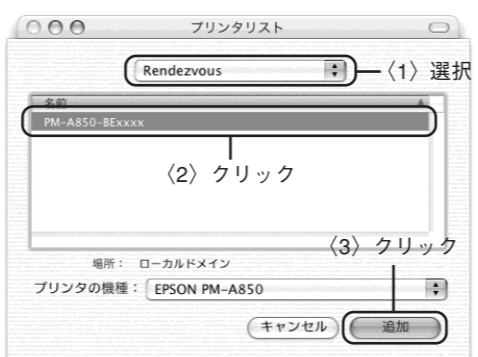 プリンタリスト
Rendezvous
〈1〉選択
名前
PM-A850-BExxxx
〈2〉クリック
〈3〉クリック
場所： ローカルドメイン
プリンタの機種： EPSON PM-A850
キャンセル 追加